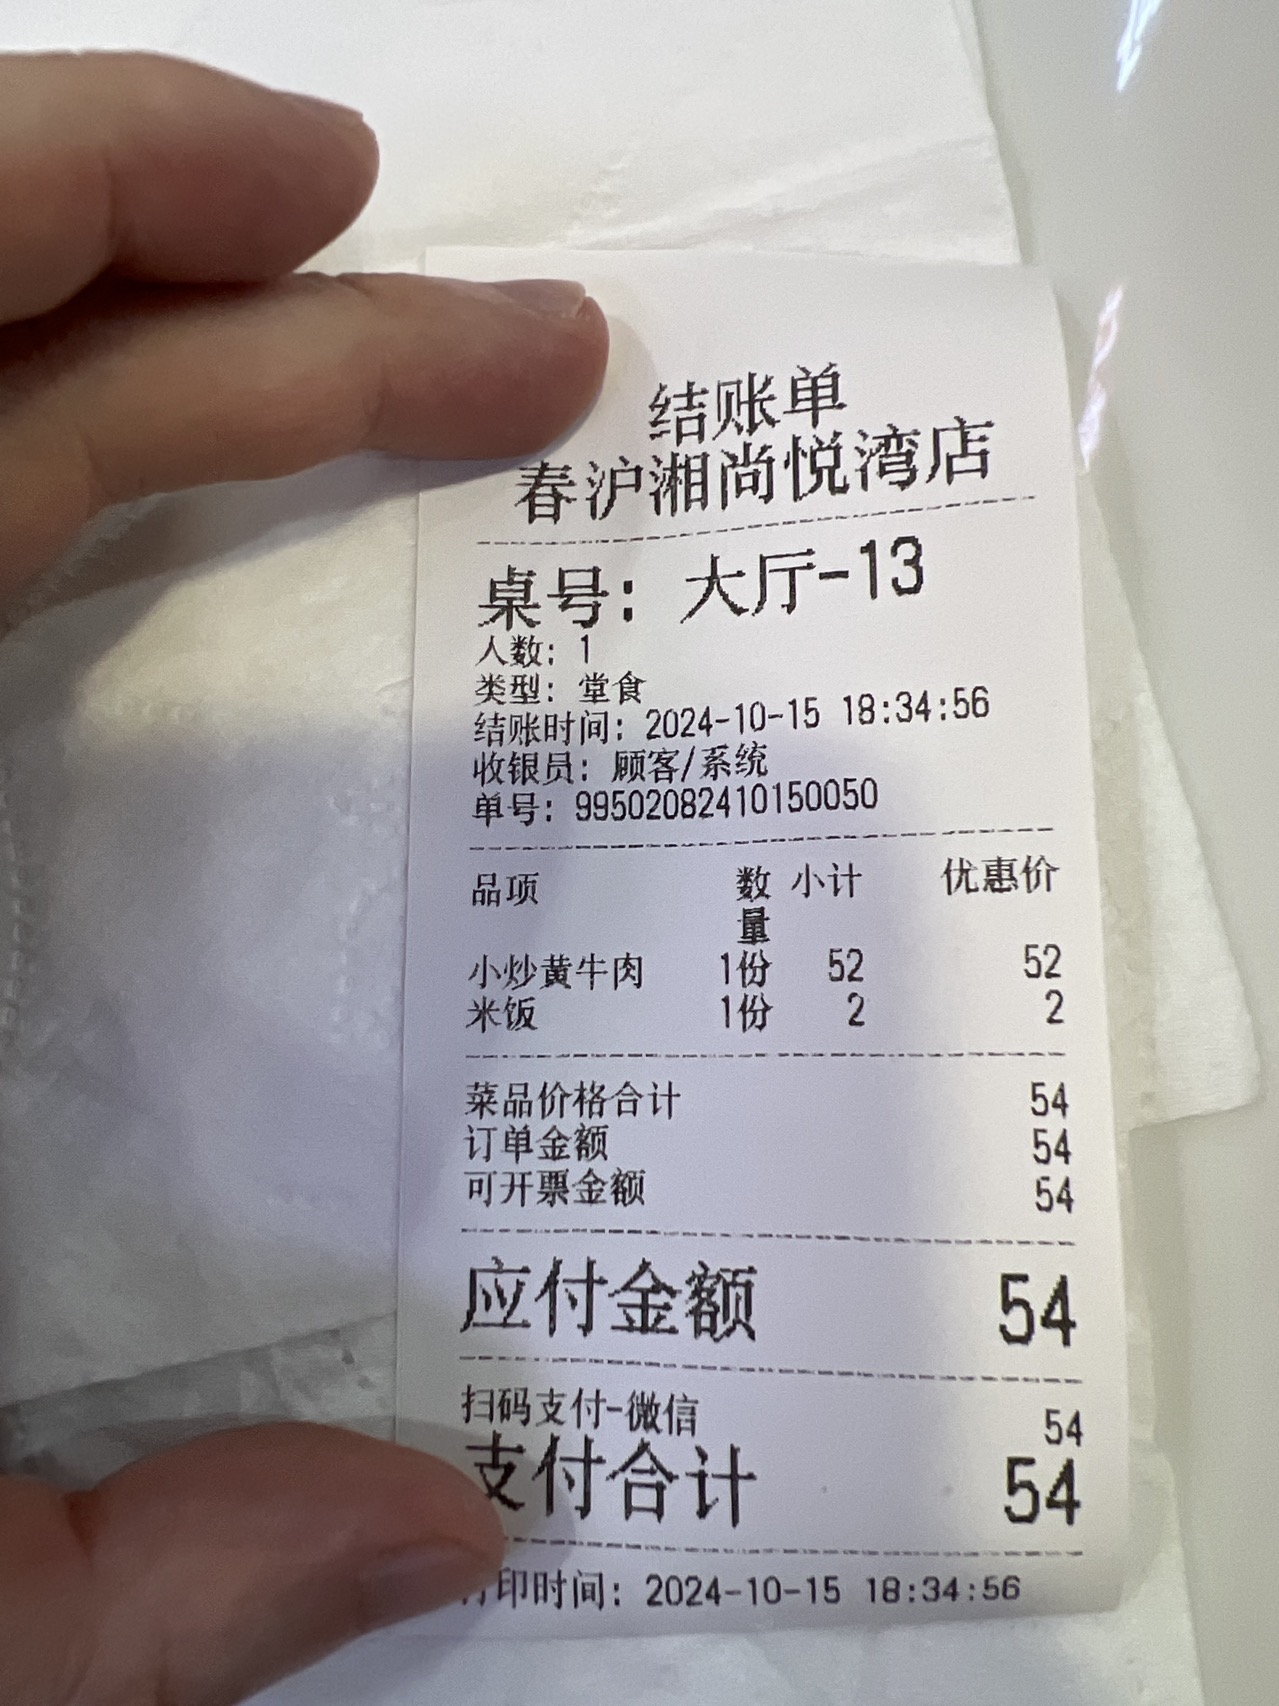 结账单
春沪湘尚悦湾店
桌号：大厅-13
人数：1
类型：堂食
结账时间：2024-10-15 18:34:56
收银员：顾客/系统
单号：99502082410150050
品项 数量 小计 优惠价
小炒黄牛肉 1份 52 52
米饭 1份 2 2
菜品价格合计 54
订单金额 54
可开票金额 54
应付金额 54
扫码支付-微信 54
支付合计 54
打印时间：2024-10-15 18:34:56